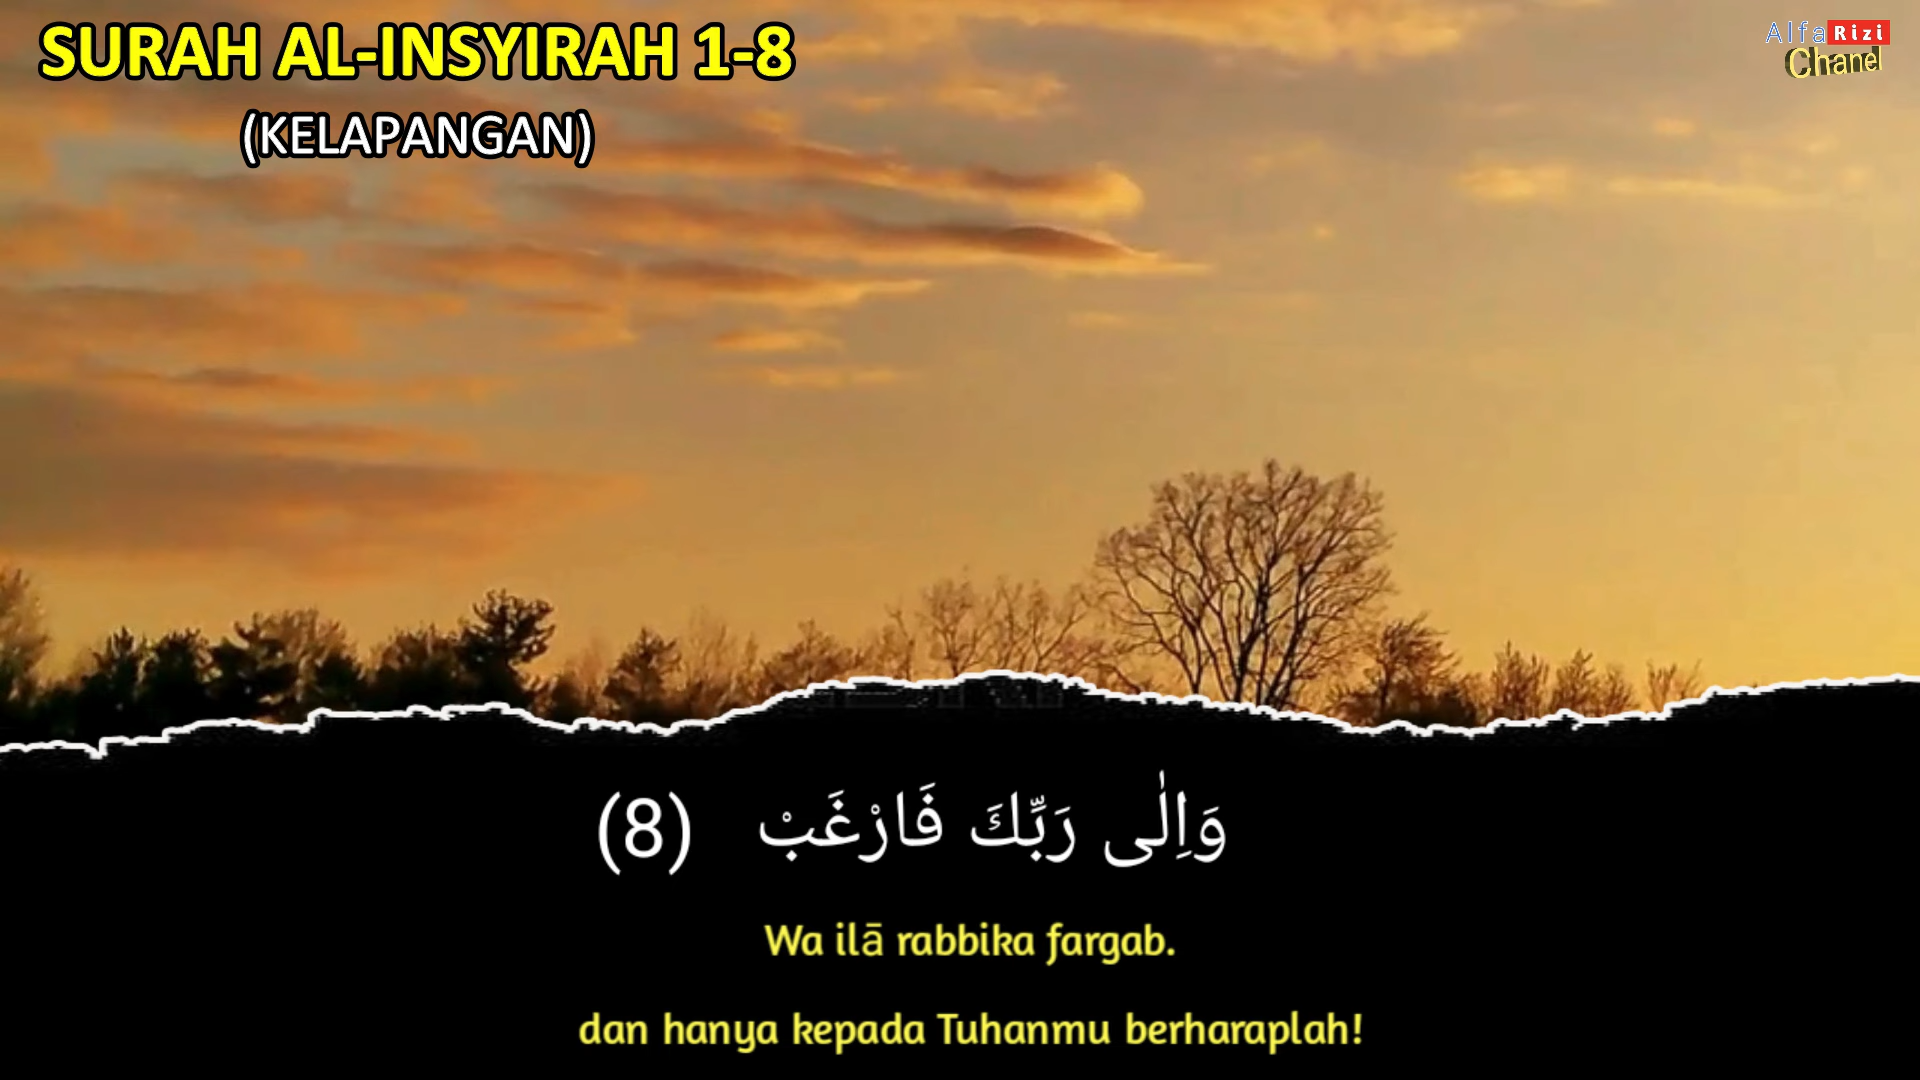 SURAH AL-INSYIRAH 1-8
(KELAPANGAN)
AlfaRizi
Chanel
وَاِلٰى رَبِّكَ فَارْغَبْ (8)
Wa ilā rabbika fargab.
dan hanya kepada Tuhanmu berharaplah!